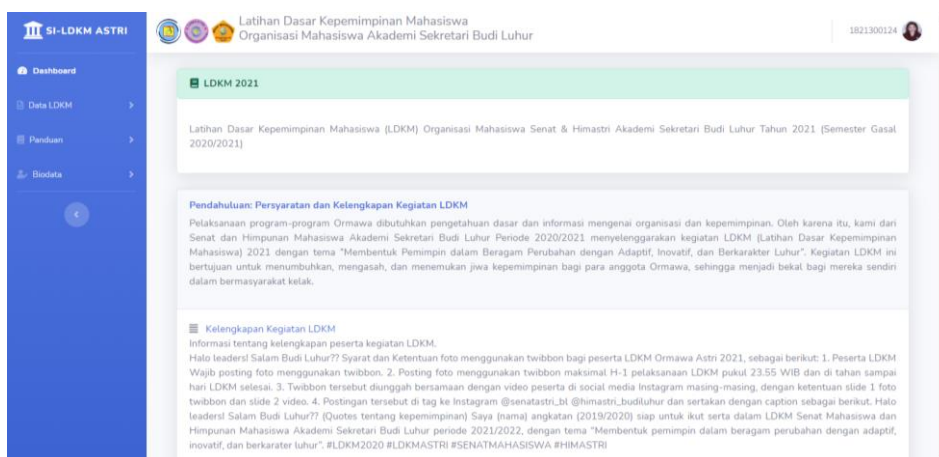 SI-LDKM ASTRI
Latihan Dasar Kepemimpinan Mahasiswa
Organisasi Mahasiswa Akademi Sekretari Budi Luhur
1821300124
Dashboard
Data LDKM
Panduan
Biodata
LDKM 2021
Latihan Dasar Kepemimpinan Mahasiswa (LDKM) Organisasi Mahasiswa Senat & Himastri Akademi Sekretari Budi Luhur Tahun 2021 (Semester Gasal
2020/2021)
Pendahuluan: Persyaratan dan Kelengkapan Kegiatan LDKM
Pelaksanaan program-program Ormawa dibutuhkan pengetahuan dasar dan informasi mengenai organisasi dan kepemimpinan. Oleh karena itu, kami dari
Senat dan Himpunan Mahasiswa Akademi Sekretari Budi Luhur Periode 2020/2021 menyelenggarakan kegiatan LDKM (Latihan Dasar Kepemimpinan
Mahasiswa) 2021 dengan tema "Membentuk Pemimpin dalam Beragam Perubahan dengan Adaptif, Inovatif, dan Berkarakter Luhur". Kegiatan LDKM ini
bertujuan untuk menumbuhkan, mengasah, dan menemukan jiwa kepemimpinan bagi para anggota Ormawa, sehingga menjadi bekal bagi mereka sendiri
dalam bermasyarakat kelak.
Kelengkapan Kegiatan LDKM
Informasi tentang kelengkapan peserta kegiatan LDKM.
Halo leaders! Salam Budi Luhur?? Syarat dan Ketentuan foto menggunakan twibbon bagi peserta LDKM Ormawa Astri 2021, sebagai berikut: 1. Peserta LDKM
Wajib posting foto menggunakan twibbon. 2. Posting foto menggunakan twibbon maksimal H-1 pelaksanaan LDKM pukul 23.55 WIB dan di tahan sampai
hari LDKM selesai. 3. Twibbon tersebut diunggah bersamaan dengan video peserta di social media Instagram masing-masing, dengan ketentuan slide 1 foto
twibbon dan slide 2 video. 4. Postingan tersebut di tag ke Instagram @senatastri_bl @himastri_budiluhur dan sertakan dengan caption sebagai berikut. Halo
leaders! Salam Budi Luhur?? (Quotes tentang kepemimpinan) Saya (nama) angkatan (2019/2020) siap untuk ikut serta dalam LDKM Senat Mahasiswa dan
Himpunan Mahasiswa Akademi Sekretari Budi Luhur periode 2021/2022, dengan tema "Membentuk pemimpin dalam beragam perubahan dengan adaptif,
inovatif, dan berkarater luhur". #LDKM2020 #LDKMASTRI #SENATMAHASISWA #HIMASTRI